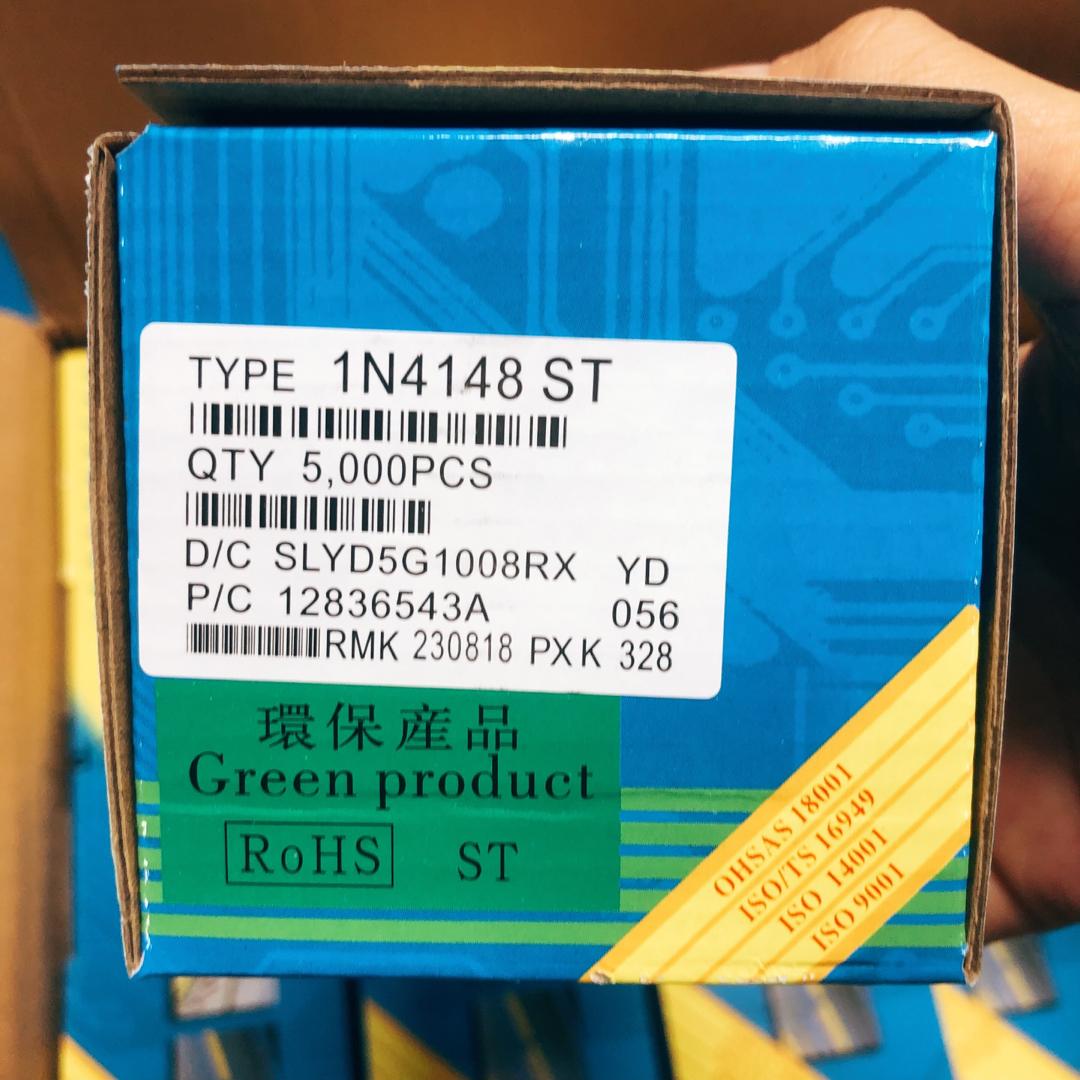 TYPE 1N4148 ST
QTY 5,000PCS
D/C SLYD5G1008RX YD
P/C 12836543A 056
RMK 230818 PXK 328
環保産品
Green product
RoHS ST
OHSAS 18001
ISO/TS 16949
ISO 14001
ISO 9001